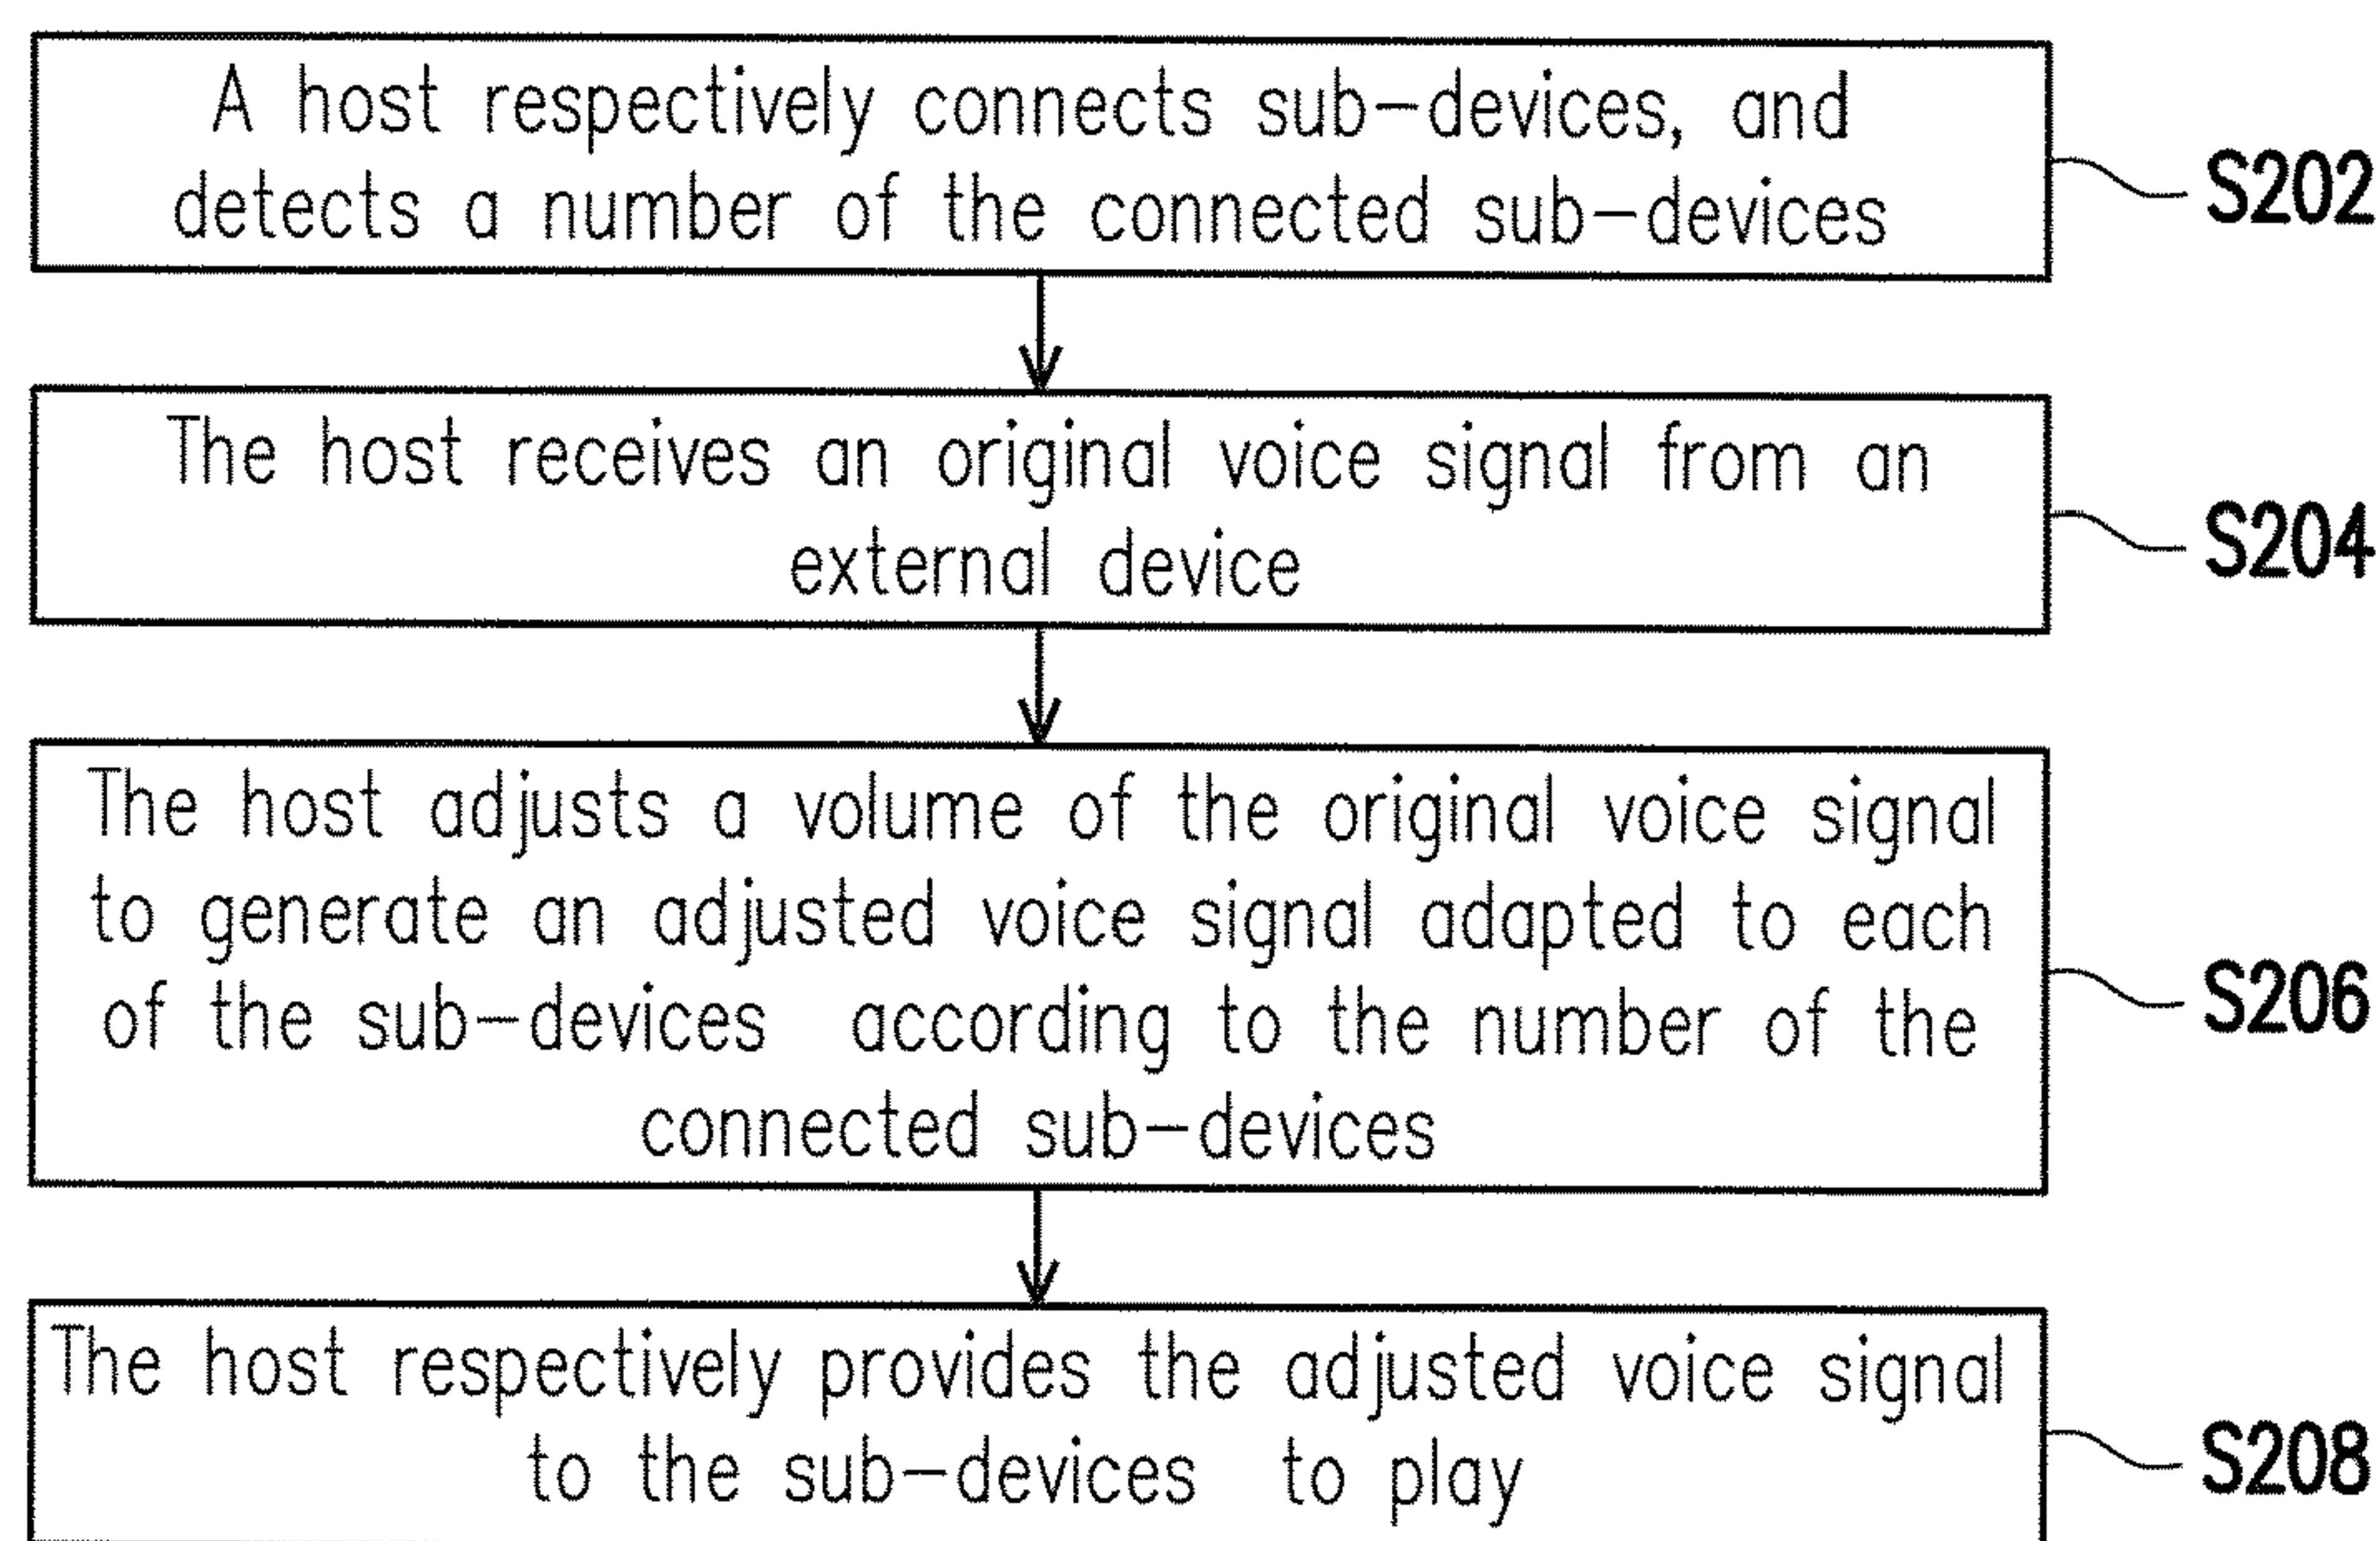 A host respectively connects sub-devices, and
detects a number of the connected sub-devices
S202
The host receives an original voice signal from an
external device
S204
The host adjusts a volume of the original voice signal
to generate an adjusted voice signal adapted to each
of the sub-devices according to the number of the
connected sub-devices
S206
The host respectively provides the adjusted voice signal
to the sub-devices to play
S208